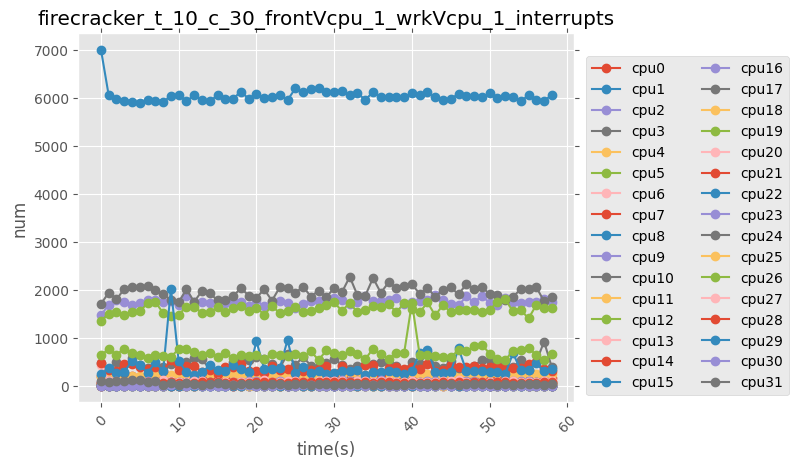 firecracker_t_10_c_30_frontVcpu_1_wrkVcpu_1_interrupts
7000
6000
5000
4000
3000
2000
1000
0
num
0
10
20
30
40
50
60
time(s)
cpu0
cpu1
cpu2
cpu3
cpu4
cpu5
cpu6
cpu7
cpu8
cpu9
cpu10
cpu11
cpu12
cpu13
cpu14
cpu15
cpu16
cpu17
cpu18
cpu19
cpu20
cpu21
cpu22
cpu23
cpu24
cpu25
cpu26
cpu27
cpu28
cpu29
cpu30
cpu31